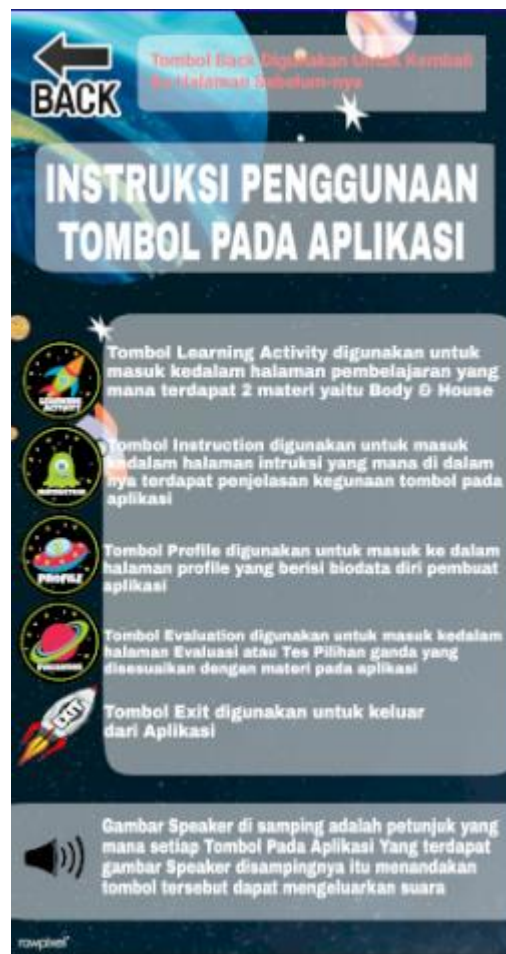 BACK
Tombol Back Digunakan Untuk Kembali
Ke Halaman Sebelum-nya
INSTRUKSI PENGGUNAAN
TOMBOL PADA APLIKASI
LEARNING
ACTIVITY
Tombol Learning Activity digunakan untuk
masuk kedalam halaman pembelajaran yang
mana terdapat 2 materi yaitu Body & House
INSTRUCTION
Tombol Instruction digunakan untuk masuk
kedalam halaman intruksi yang mana di dalam
nya terdapat penjelasan kegunaan tombol pada
aplikasi
PROFILE
Tombol Profile digunakan untuk masuk ke dalam
halaman profile yang berisi biodata diri pembuat
aplikasi
EVALUATION
Tombol Evaluation digunakan untuk masuk kedalam
halaman Evaluasi atau Tes Pilihan ganda yang
disesuaikan dengan materi pada aplikasi
EXIT
Tombol Exit digunakan untuk keluar
dari Aplikasi
Gambar Speaker di samping adalah petunjuk yang
mana setiap Tombol Pada Aplikasi Yang terdapat
gambar Speaker disampingnya itu menandakan
tombol tersebut dapat mengeluarkan suara
rawpixel